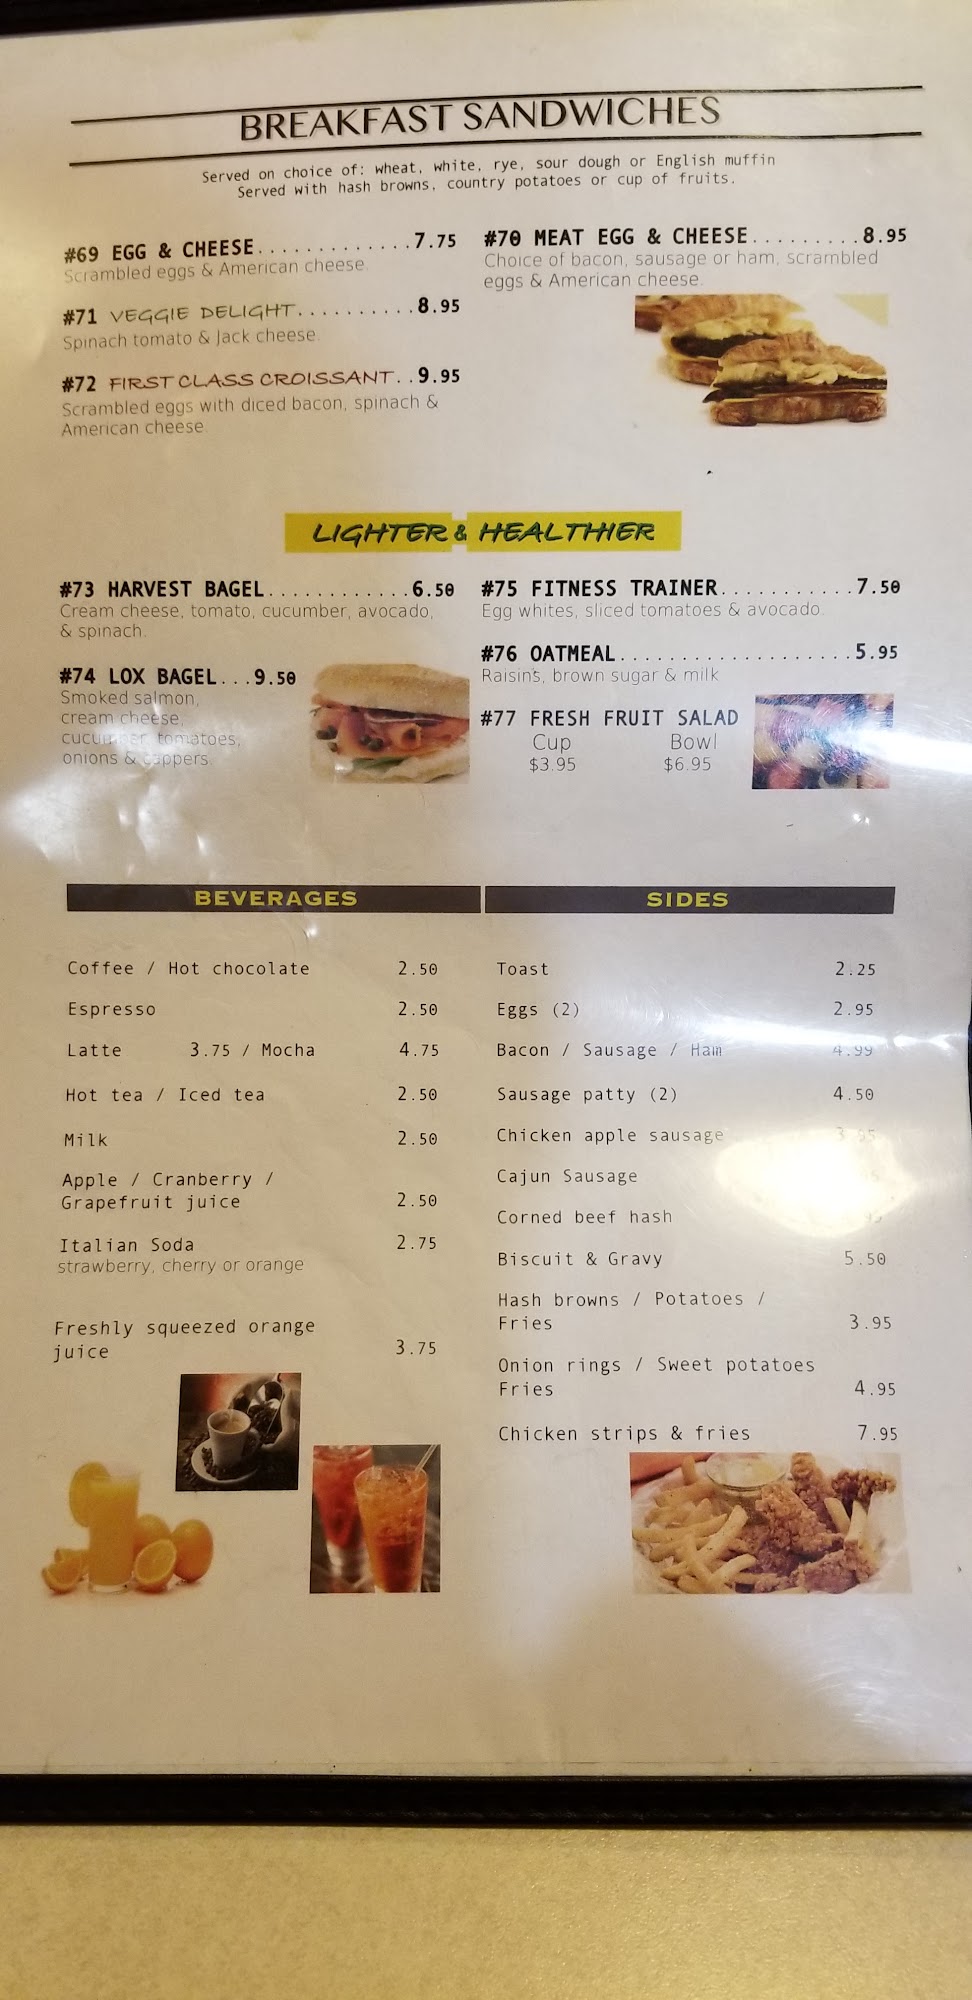 BREAKFAST SANDWICHES
Served on choice of: wheat, white, rye, sour dough or English muffin
Served with hash browns, country potatoes or cup of fruits.
#69 EGG & CHEESE.............7.75
Scrambled eggs & American cheese.
#71 VEGGIE DELIGHT..........8.95
Spinach tomato & Jack cheese.
#72 FIRST CLASS CROISSANT..9.95
Scrambled eggs with diced bacon, spinach &
American cheese.
#70 MEAT EGG & CHEESE.........8.95
Choice of bacon, sausage or ham, scrambled
eggs & American cheese.
LIGHTER & HEALTHIER
#73 HARVEST BAGEL............6.50
Cream cheese, tomato, cucumber, avocado,
& spinach.
#74 LOX BAGEL...9.50
Smoked salmon,
cream cheese,
cucumber, tomatoes,
onions & cappers.
#75 FITNESS TRAINER...........7.50
Egg whites, sliced tomatoes & avocado.
#76 OATMEAL...................5.95
Raisins, brown sugar & milk
#77 FRESH FRUIT SALAD
Cup Bowl
$3.95 $6.95
BEVERAGES
Coffee / Hot chocolate 2.50
Espresso 2.50
Latte 3.75 / Mocha 4.75
Hot tea / Iced tea 2.50
Milk 2.50
Apple / Cranberry /
Grapefruit juice 2.50
Italian Soda 2.75
strawberry, cherry or orange
Freshly squeezed orange
juice 3.75
SIDES
Toast 2.25
Eggs (2) 2.95
Bacon / Sausage / Ham 4.99
Sausage patty (2) 4.50
Chicken apple sausage 3.95
Cajun Sausage
Corned beef hash
Biscuit & Gravy 5.50
Hash browns / Potatoes /
Fries 3.95
Onion rings / Sweet potatoes
Fries 4.95
Chicken strips & fries 7.95